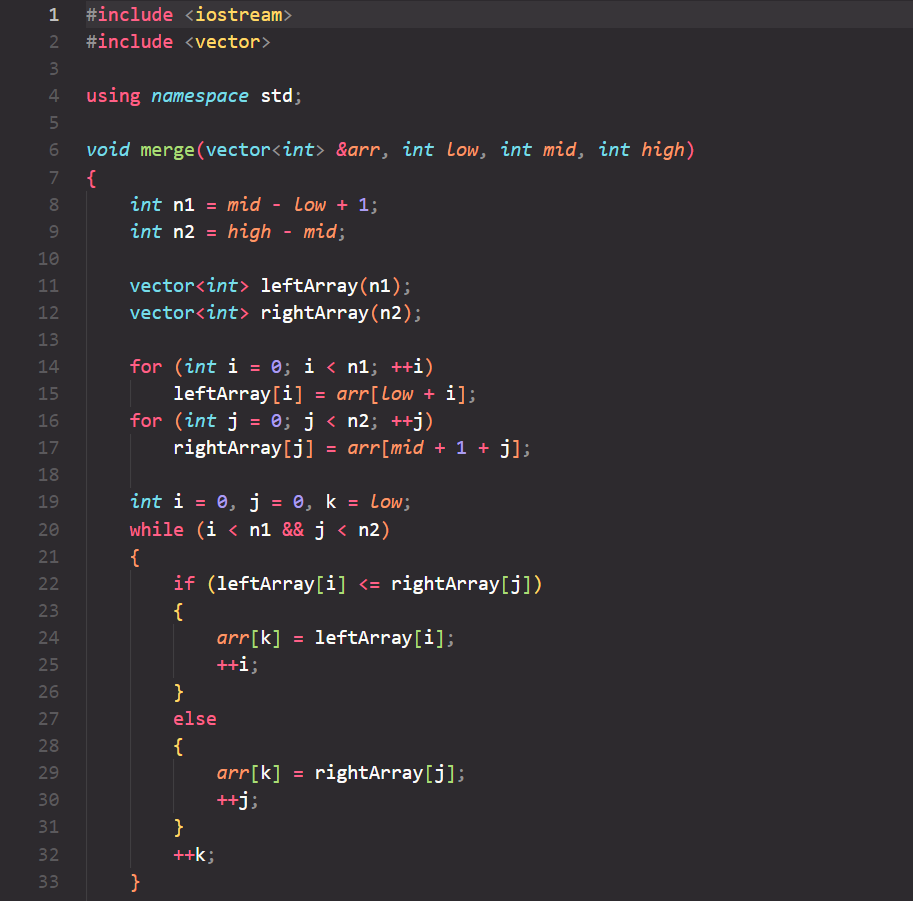 1 #include <iostream>
2 #include <vector>
3
4 using namespace std;
5
6 void merge(vector<int> &arr, int low, int mid, int high)
7 {
8     int n1 = mid - low + 1;
9     int n2 = high - mid;
10
11     vector<int> leftArray(n1);
12     vector<int> rightArray(n2);
13
14     for (int i = 0; i < n1; ++i)
15         leftArray[i] = arr[low + i];
16     for (int j = 0; j < n2; ++j)
17         rightArray[j] = arr[mid + 1 + j];
18
19     int i = 0, j = 0, k = low;
20     while (i < n1 && j < n2)
21     {
22         if (leftArray[i] <= rightArray[j])
23         {
24             arr[k] = leftArray[i];
25             ++i;
26         }
27         else
28         {
29             arr[k] = rightArray[j];
30             ++j;
31         }
32         ++k;
33     }